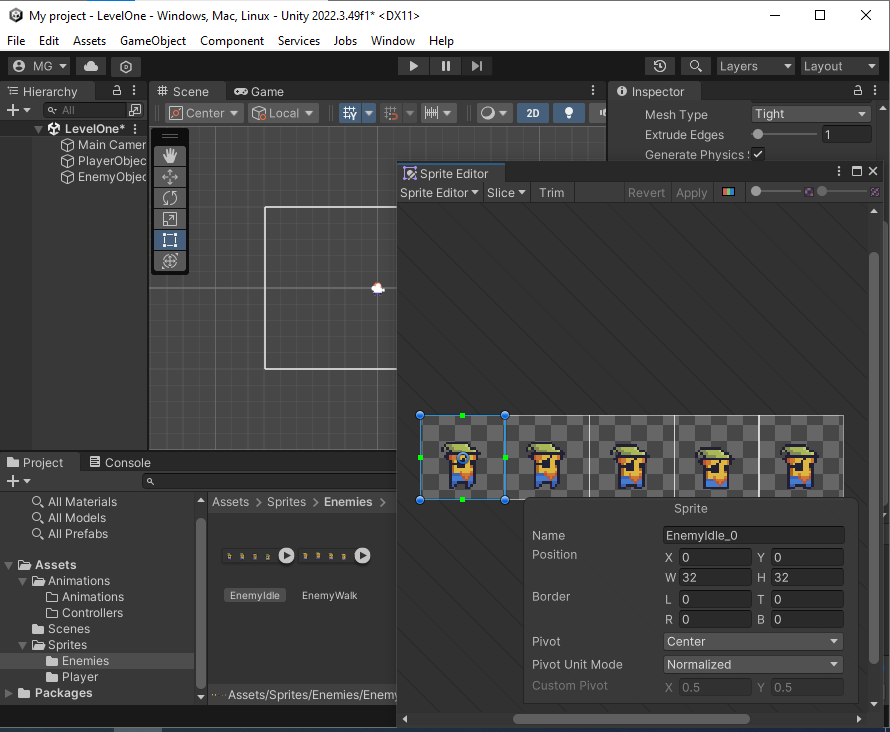 My project - LevelOne - Windows, Mac, Linux - Unity 2022.3.49f1* <DX11>
File Edit Assets GameObject Component Services Jobs Window Help
MG Layers Layout
Hierarchy Scene Game Inspector
All Center Local 2D
LevelOne*
Main Camer
PlayerObjec
EnemyObjec
Mesh Type Tight
Extrude Edges 1
Generate Physics
Sprite Editor
Sprite Editor Slice Trim Revert Apply
Project Console
All Materials
All Models
All Prefabs
Assets
Animations
Animations
Controllers
Scenes
Sprites
Enemies
Player
Packages
Assets > Sprites > Enemies >
EnemyIdle EnemyWalk
Assets/Sprites/Enemies/Enemy
Sprite
Name EnemyIdle_0
Position X 0 Y 0
W 32 H 32
Border L 0 T 0
R 0 B 0
Pivot Center
Pivot Unit Mode Normalized
Custom Pivot X 0.5 Y 0.5